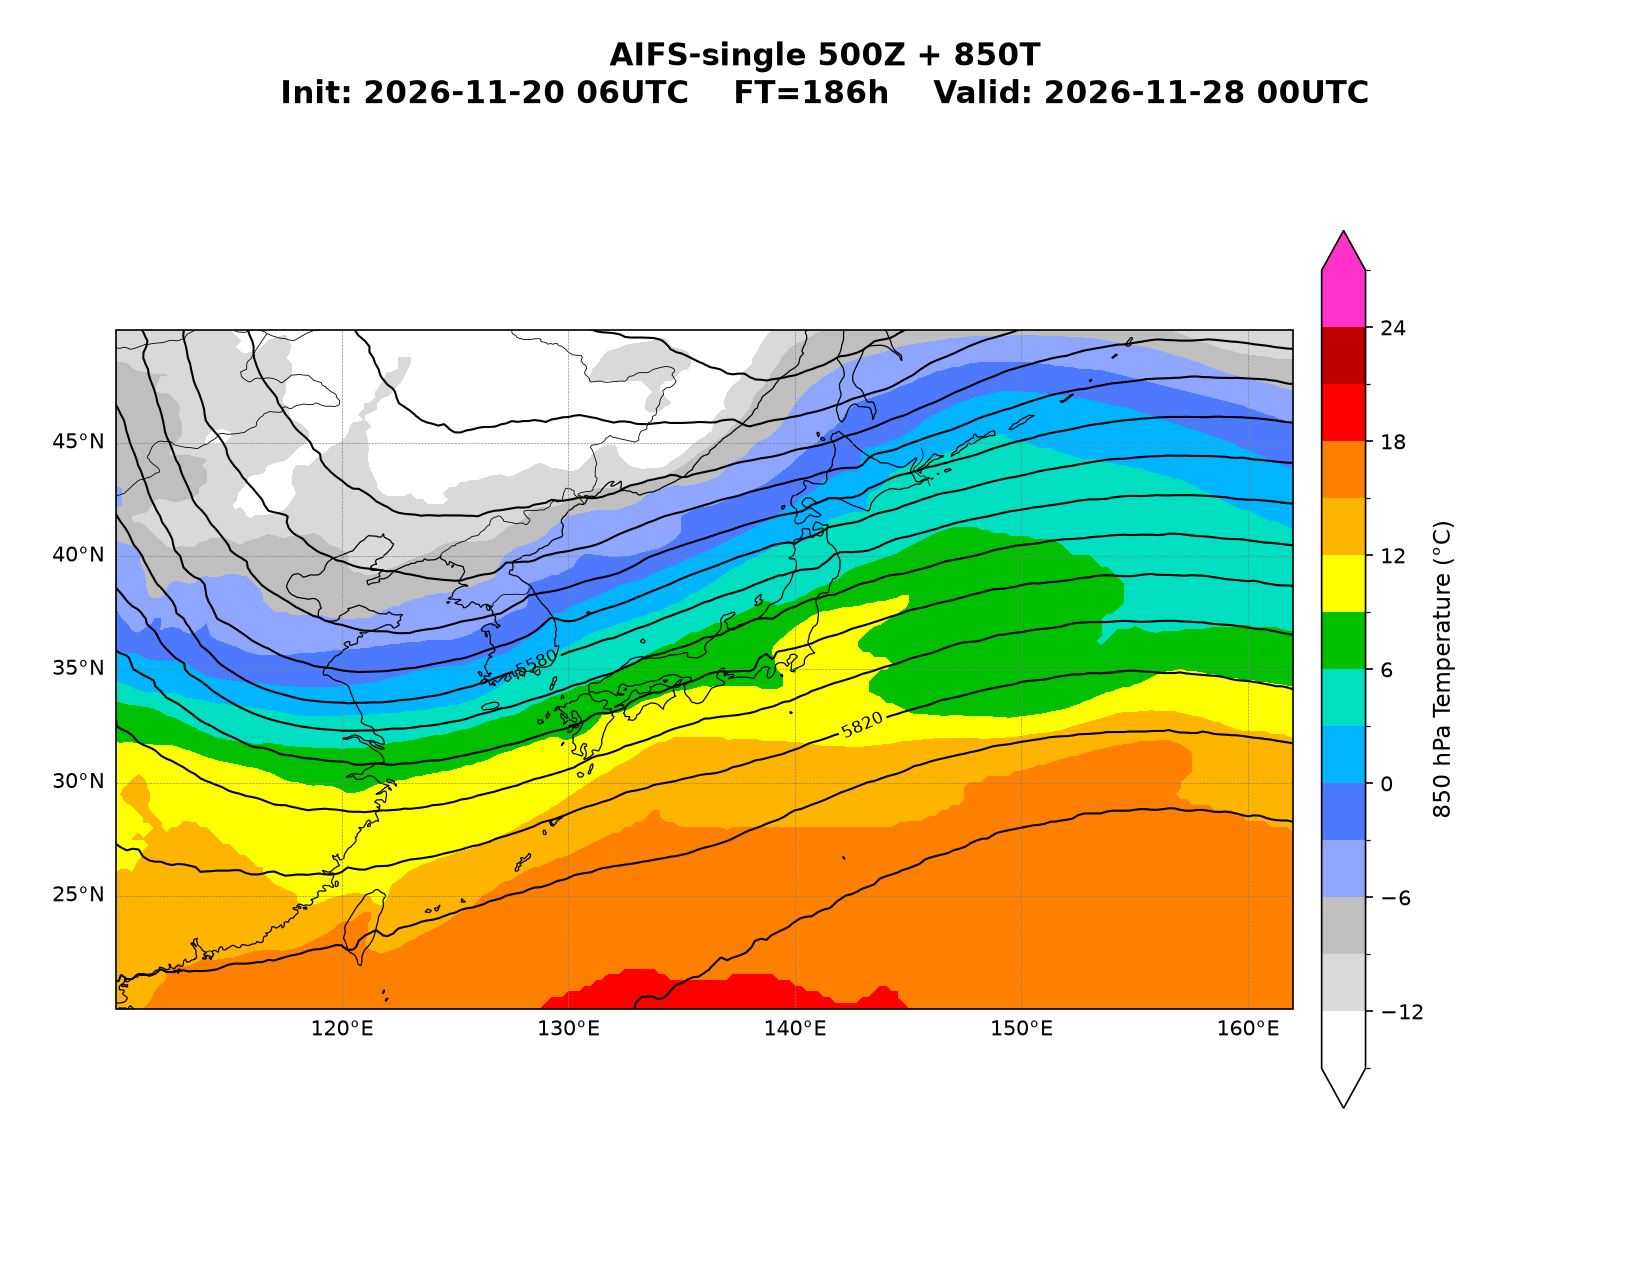 AIFS-single 500Z + 850T
Init: 2026-11-20 06UTC    FT=186h    Valid: 2026-11-28 00UTC
45°N
40°N
35°N
30°N
25°N
120°E
130°E
140°E
150°E
160°E
5580
5820
24
18
12
6
0
−6
−12
850 hPa Temperature (°C)